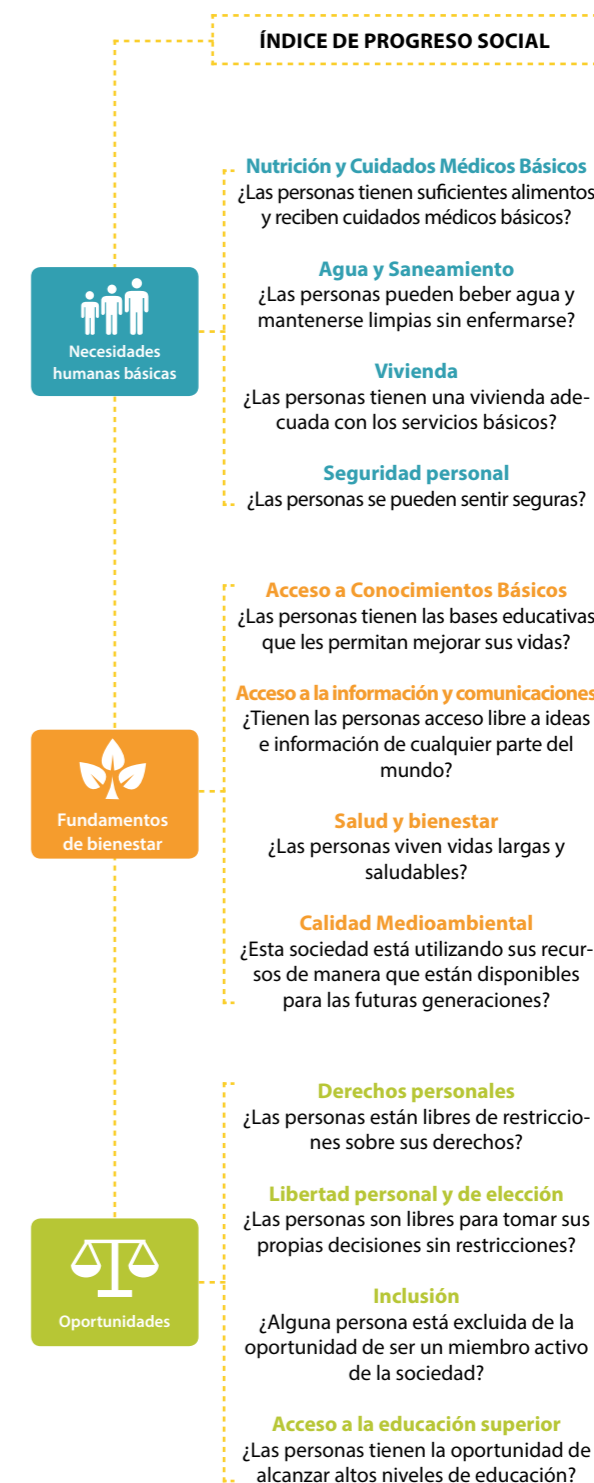 ÍNDICE DE PROGRESO SOCIAL
Necesidades
humanas básicas
Nutrición y Cuidados Médicos Básicos
¿Las personas tienen suficientes alimentos
y reciben cuidados médicos básicos?
Agua y Saneamiento
¿Las personas pueden beber agua y
mantenerse limpias sin enfermarse?
Vivienda
¿Las personas tienen una vivienda ade-
cuada con los servicios básicos?
Seguridad personal
¿Las personas se pueden sentir seguras?
Fundamentos
de bienestar
Acceso a Conocimientos Básicos
¿Las personas tienen las bases educativas
que les permitan mejorar sus vidas?
Acceso a la información y comunicaciones
¿Tienen las personas acceso libre a ideas
e información de cualquier parte del
mundo?
Salud y bienestar
¿Las personas viven vidas largas y
saludables?
Calidad Medioambiental
¿Esta sociedad está utilizando sus recur-
sos de manera que están disponibles
para las futuras generaciones?
Oportunidades
Derechos personales
¿Las personas están libres de restriccio-
nes sobre sus derechos?
Libertad personal y de elección
¿Las personas son libres para tomar sus
propias decisiones sin restricciones?
Inclusión
¿Alguna persona está excluida de la
oportunidad de ser un miembro activo
de la sociedad?
Acceso a la educación superior
¿Las personas tienen la oportunidad de
alcanzar altos niveles de educación?